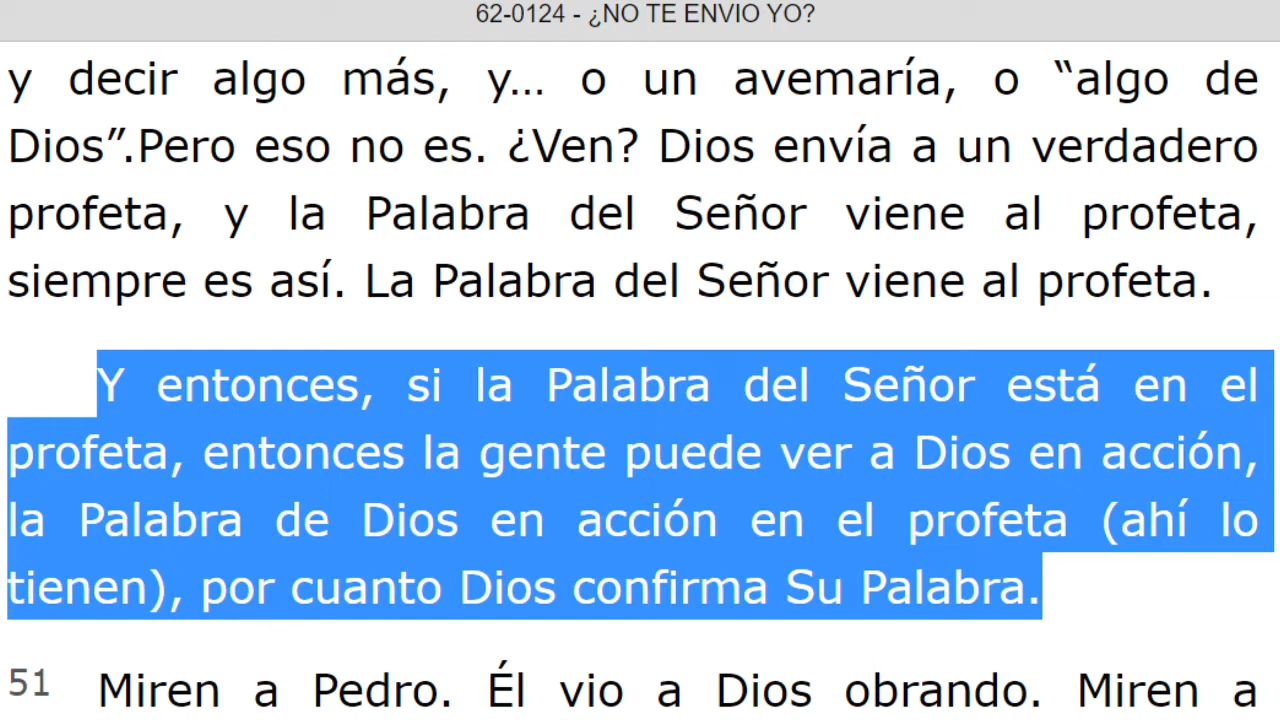 62-0124 - ¿NO TE ENVIO YO?
y decir algo más, y... o un avemaría, o “algo de
Dios”.Pero eso no es. ¿Ven? Dios envía a un verdadero
profeta, y la Palabra del Señor viene al profeta,
siempre es así. La Palabra del Señor viene al profeta.
Y entonces, si la Palabra del Señor está en el
profeta, entonces la gente puede ver a Dios en acción,
la Palabra de Dios en acción en el profeta (ahí lo
tienen), por cuanto Dios confirma Su Palabra.
51 Miren a Pedro. Él vio a Dios obrando. Miren a